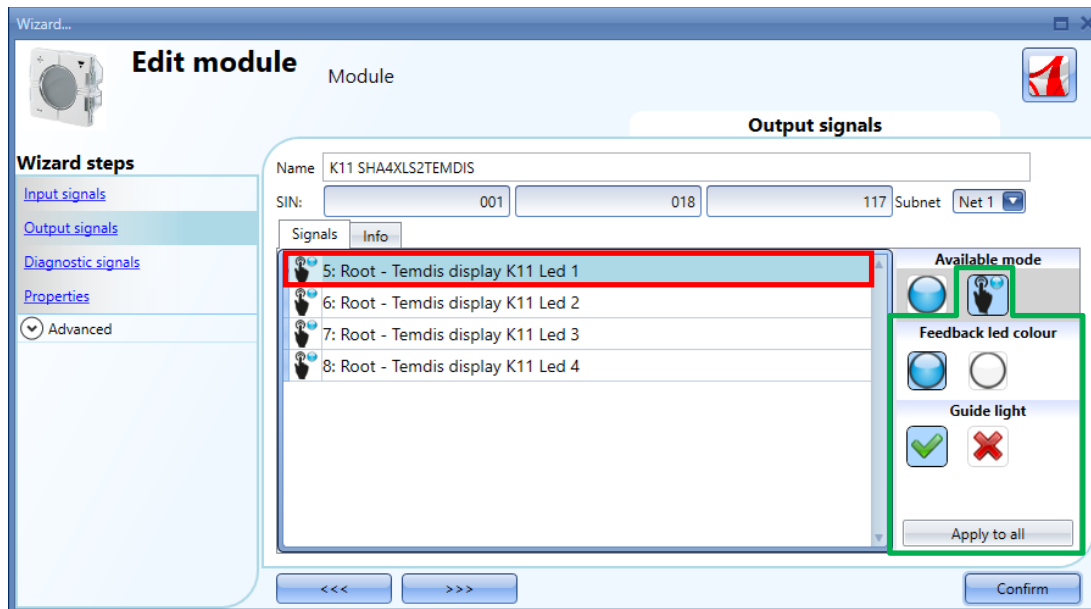 Wizard...
Edit module
Module
Output signals
Wizard steps
Input signals
Output signals
Diagnostic signals
Properties
Advanced
Name K11 SHA4XLS2TEMDIS
SIN: 001 018 117 Subnet Net 1
Signals Info
5: Root - Temdis display K11 Led 1
6: Root - Temdis display K11 Led 2
7: Root - Temdis display K11 Led 3
8: Root - Temdis display K11 Led 4
Available mode
Feedback led colour
Guide light
Apply to all
<<< >>> Confirm